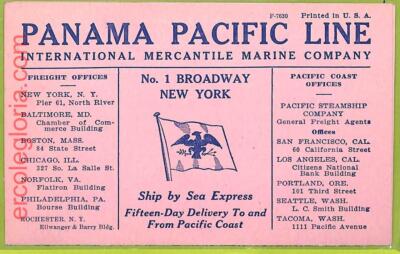 F-7630 Printed in U. S. A.
PANAMA PACIFIC LINE
INTERNATIONAL MERCANTILE MARINE COMPANY
FREIGHT OFFICES
NEW YORK, N. Y.
Pier 61, North River
BALTIMORE, MD.
Chamber of Commerce Building
BOSTON, MASS.
84 State Street
CHICAGO, ILL.
327 So. La Salle St.
NORFOLK, VA.
Flatiron Building
PHILADELPHIA, PA.
Bourse Building
ROCHESTER, N. Y.
Ellwanger & Barry Bldg.
No. 1 BROADWAY
NEW YORK
Ship by Sea Express
Fifteen-Day Delivery To and
From Pacific Coast
PACIFIC COAST
OFFICES
PACIFIC STEAMSHIP
COMPANY
General Freight Agents
Offices
SAN FRANCISCO, CAL.
60 California Street
LOS ANGELES, CAL.
Citizens National
Bank Building
PORTLAND, ORE.
101 Third Street
SEATTLE, WASH.
L. C. Smith Building
TACOMA, WASH.
1111 Pacific Avenue
ercologloria.com